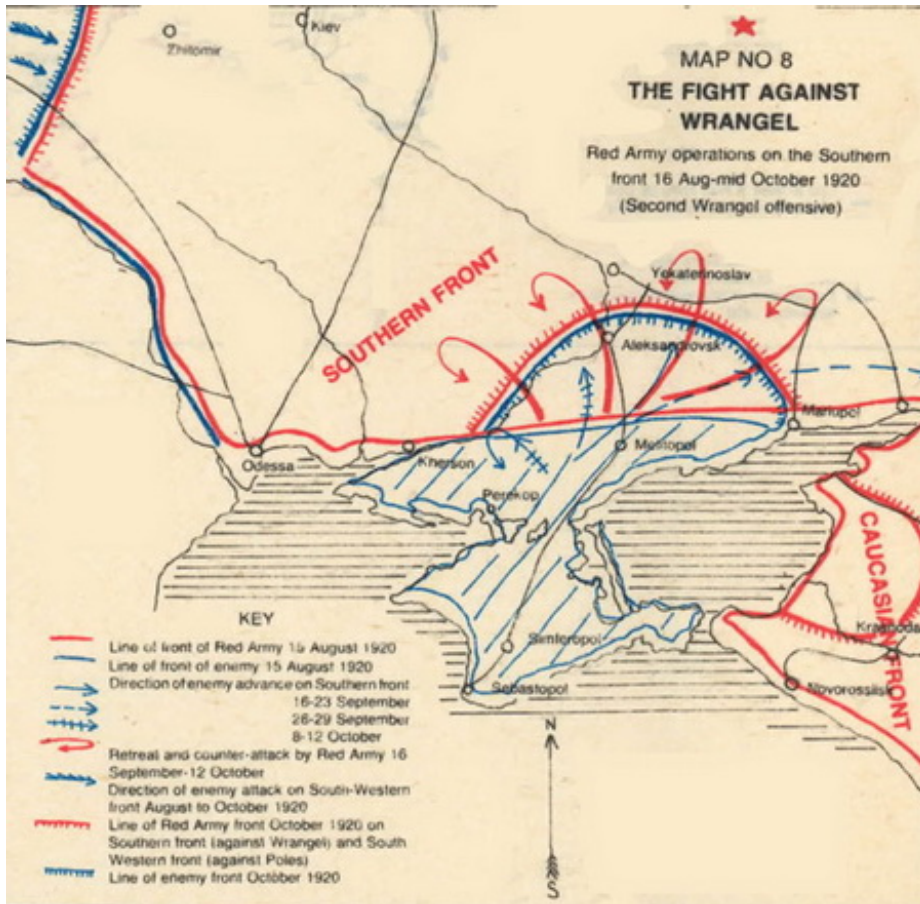 MAP NO 8
THE FIGHT AGAINST
WRANGEL
Red Army operations on the Southern
front 16 Aug-mid October 1920
(Second Wrangel offensive)
Kiev
Zhitomir
SOUTHERN FRONT
Yekaterinoslav
Aleksandrovsk
Mariupol
Melitopol
Odessa
Kherson
Perekop
CAUCASIAN FRONT
Krasnodar
Simferopol
Sebastopol
Novorossiisk
KEY
Line of front of Red Army 15 August 1920
Line of front of enemy 15 August 1920
Direction of enemy advance on Southern front
16-23 September
26-29 September
8-12 October
Retreat and counter-attack by Red Army 16
September-12 October
Direction of enemy attack on South-Western
front August to October 1920
Line of Red Army front October 1920 on
Southern front (against Wrangel) and South
Western front (against Poles)
Line of enemy front October 1920
N
S